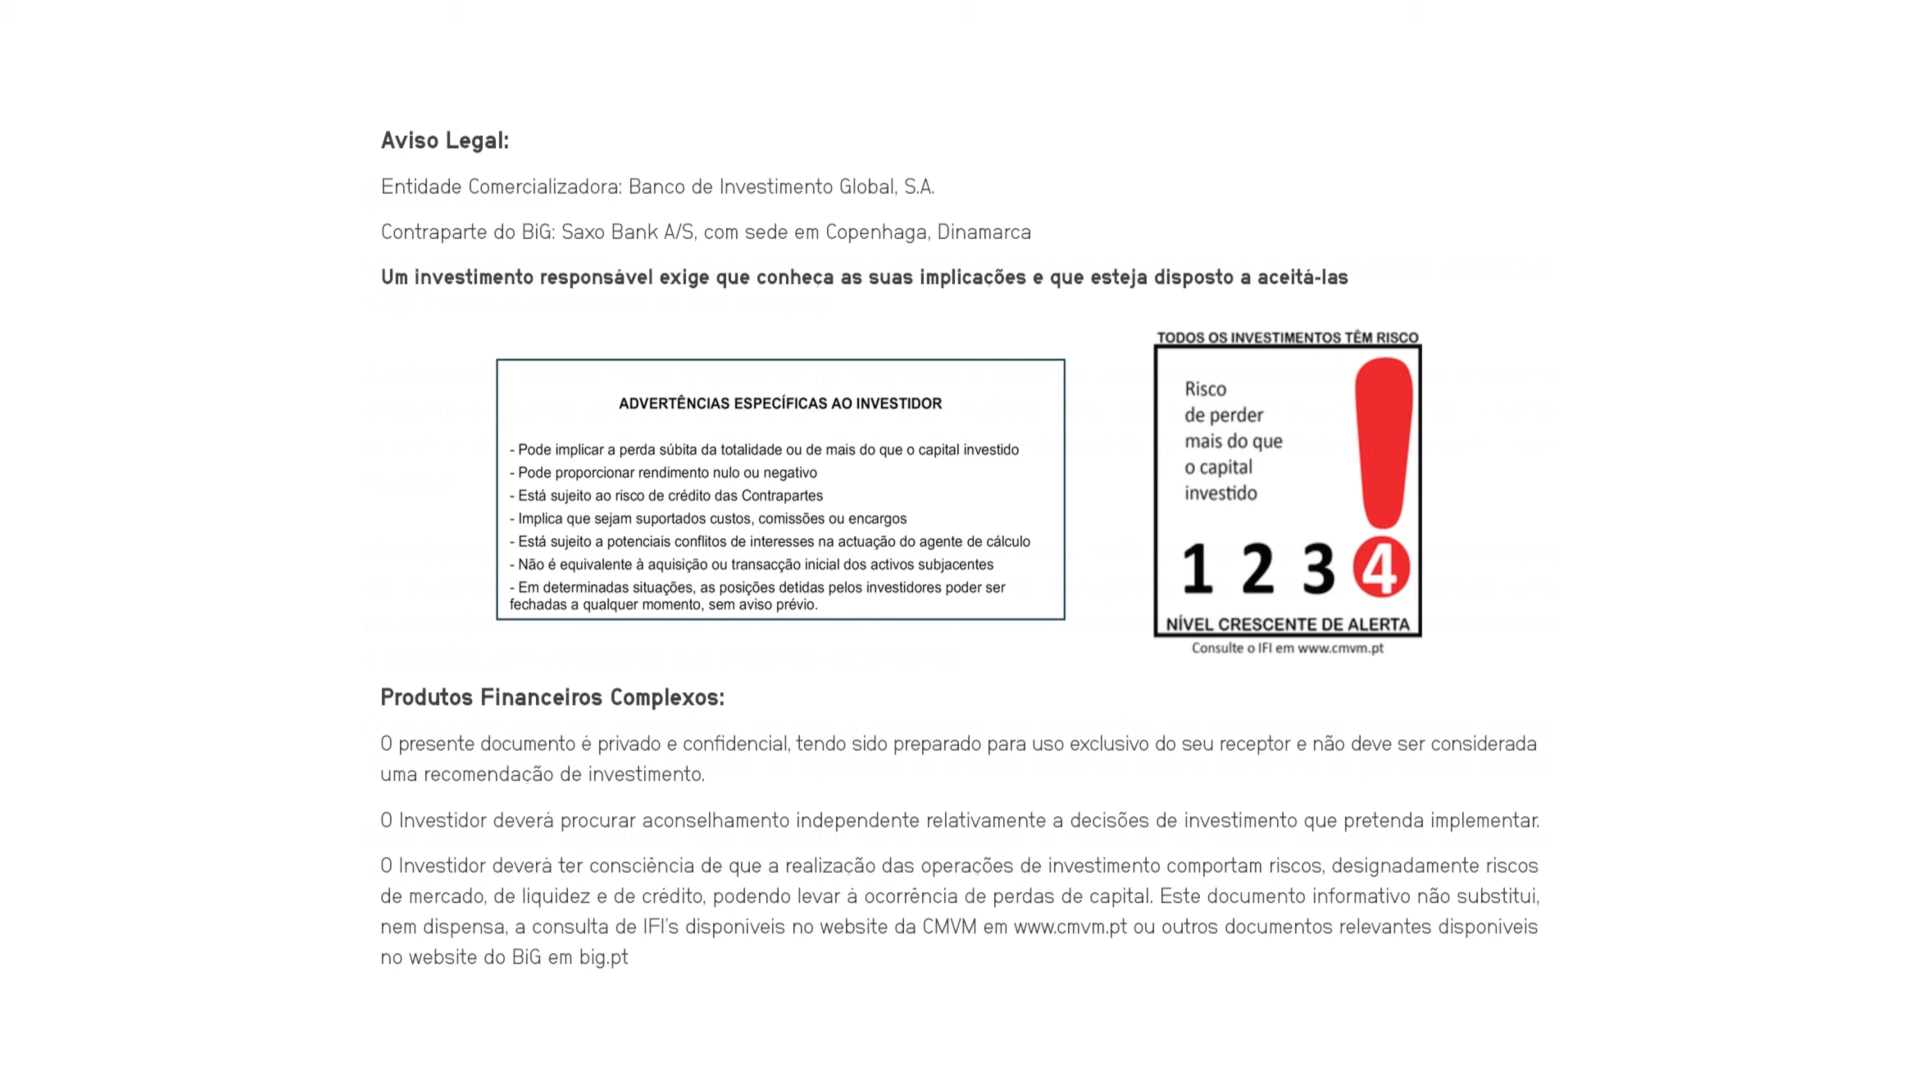 Aviso Legal:
Entidade Comercializadora: Banco de Investimento Global, S.A.
Contraparte do BiG: Saxo Bank A/S, com sede em Copenhaga, Dinamarca
Um investimento responsável exige que conheça as suas implicações e que esteja disposto a aceitá-las
ADVERTÊNCIAS ESPECÍFICAS AO INVESTIDOR
- Pode implicar a perda súbita da totalidade ou de mais do que o capital investido
- Pode proporcionar rendimento nulo ou negativo
- Está sujeito ao risco de crédito das Contrapartes
- Implica que sejam suportados custos, comissões ou encargos
- Está sujeito a potenciais conflitos de interesses na actuação do agente de cálculo
- Não é equivalente à aquisição ou transacção inicial dos activos subjacentes
- Em determinadas situações, as posições detidas pelos investidores poder ser
fechadas a qualquer momento, sem aviso prévio.
TODOS OS INVESTIMENTOS TÊM RISCO
Risco
de perder
mais do que
o capital
investido
1 2 3 4
NÍVEL CRESCENTE DE ALERTA
Consulte o IFI em www.cmvm.pt
Produtos Financeiros Complexos:
O presente documento é privado e confidencial, tendo sido preparado para uso exclusivo do seu receptor e não deve ser considerada
uma recomendação de investimento.
O Investidor deverá procurar aconselhamento independente relativamente a decisões de investimento que pretenda implementar.
O Investidor deverá ter consciência de que a realização das operações de investimento comportam riscos, designadamente riscos
de mercado, de liquidez e de crédito, podendo levar à ocorrência de perdas de capital. Este documento informativo não substitui,
nem dispensa, a consulta de IFI's disponiveis no website da CMVM em www.cmvm.pt ou outros documentos relevantes disponiveis
no website do BiG em big.pt